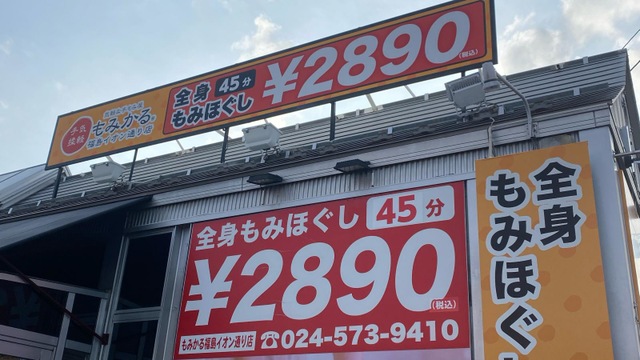 手良
もみかる
福島イオン通り店
全身 45分
もみほぐし
¥2890
(税込)
全身もみほぐし 45分
¥2890
(税込)
もみかる福島イオン通り店 ☎024-573-9410
全身
もみほぐ